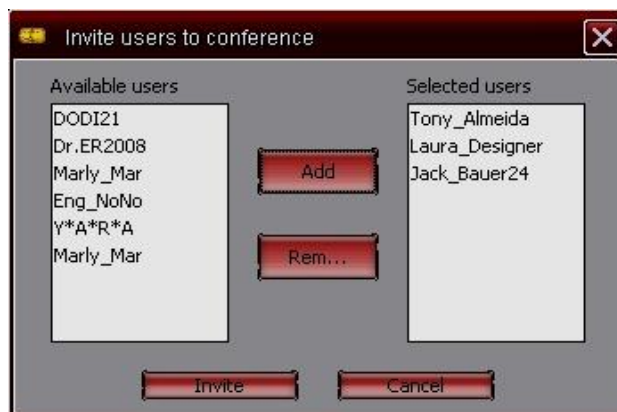 Invite users to conference
Available users
DODI21
Dr.ER2008
Marly_Mar
Eng_NoNo
Y*A*R*A
Marly_Mar
Add
Rem...
Selected users
Tony_Almeida
Laura_Designer
Jack_Bauer24
Invite
Cancel